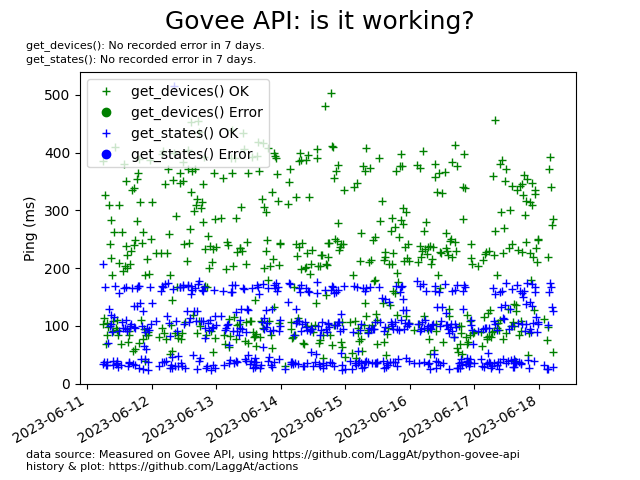 Govee API: is it working?
get_devices(): No recorded error in 7 days.
get_states(): No recorded error in 7 days.
get_devices() OK
get_devices() Error
get_states() OK
get_states() Error
Ping (ms)
500
400
300
200
100
0
2023-06-11
2023-06-12
2023-06-13
2023-06-14
2023-06-15
2023-06-16
2023-06-17
2023-06-18
data source: Measured on Govee API, using https://github.com/LaggAt/python-govee-api
history & plot: https://github.com/LaggAt/actions